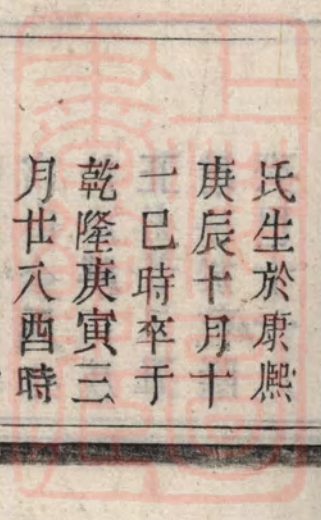 氏生於康熙
庚辰十月十
一巳時卒于
乾隆庚寅三
月廿八酉時